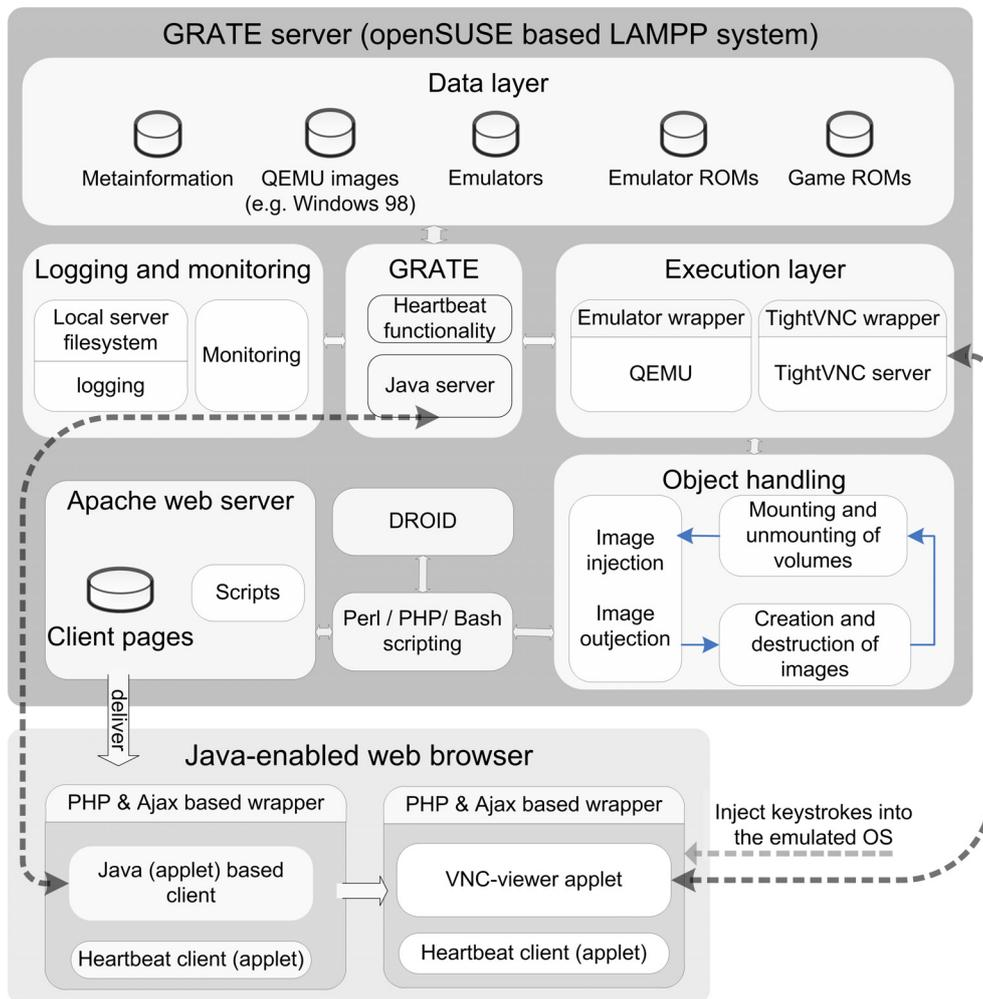 GRATE server (openSUSE based LAMPP system)
Data layer
Metainformation
QEMU images
(e.g. Windows 98)
Emulators
Emulator ROMs
Game ROMs
Logging and monitoring
Local server
filesystem
logging
Monitoring
GRATE
Heartbeat
functionality
Java server
Execution layer
Emulator wrapper
QEMU
TightVNC wrapper
TightVNC server
Apache web server
Client pages
Scripts
DROID
Perl / PHP/ Bash
scripting
Object handling
Image
injection
Image
outjection
Mounting and
unmounting of
volumes
Creation and
destruction of
images
deliver
Java-enabled web browser
PHP & Ajax based wrapper
Java (applet) based
client
Heartbeat client (applet)
PHP & Ajax based wrapper
VNC-viewer applet
Heartbeat client (applet)
Inject keystrokes into
the emulated OS